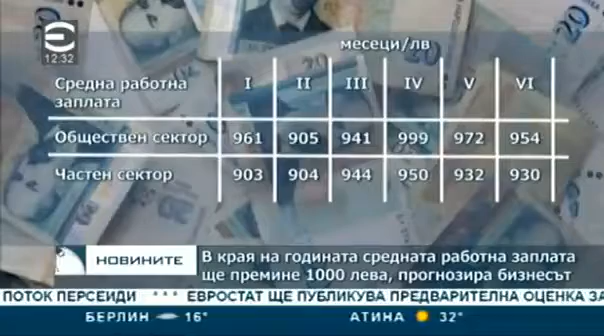 Э
12:32
месеци/лв
Средна работна заплата I II III IV V VI
Обществен сектор 961 905 941 999 972 954
Частен сектор 903 904 944 950 932 930
НОВИНИТЕ
В края на годината средната работна заплата
ще премине 1000 лева, прогнозира бизнесът
ПОТОК ПЕРСЕИДИ *** ЕВРОСТАТ ЩЕ ПУБЛИКУВА ПРЕДВАРИТЕЛНА ОЦЕНКА ЗА
БЕРЛИН 16° АТИНА 32°